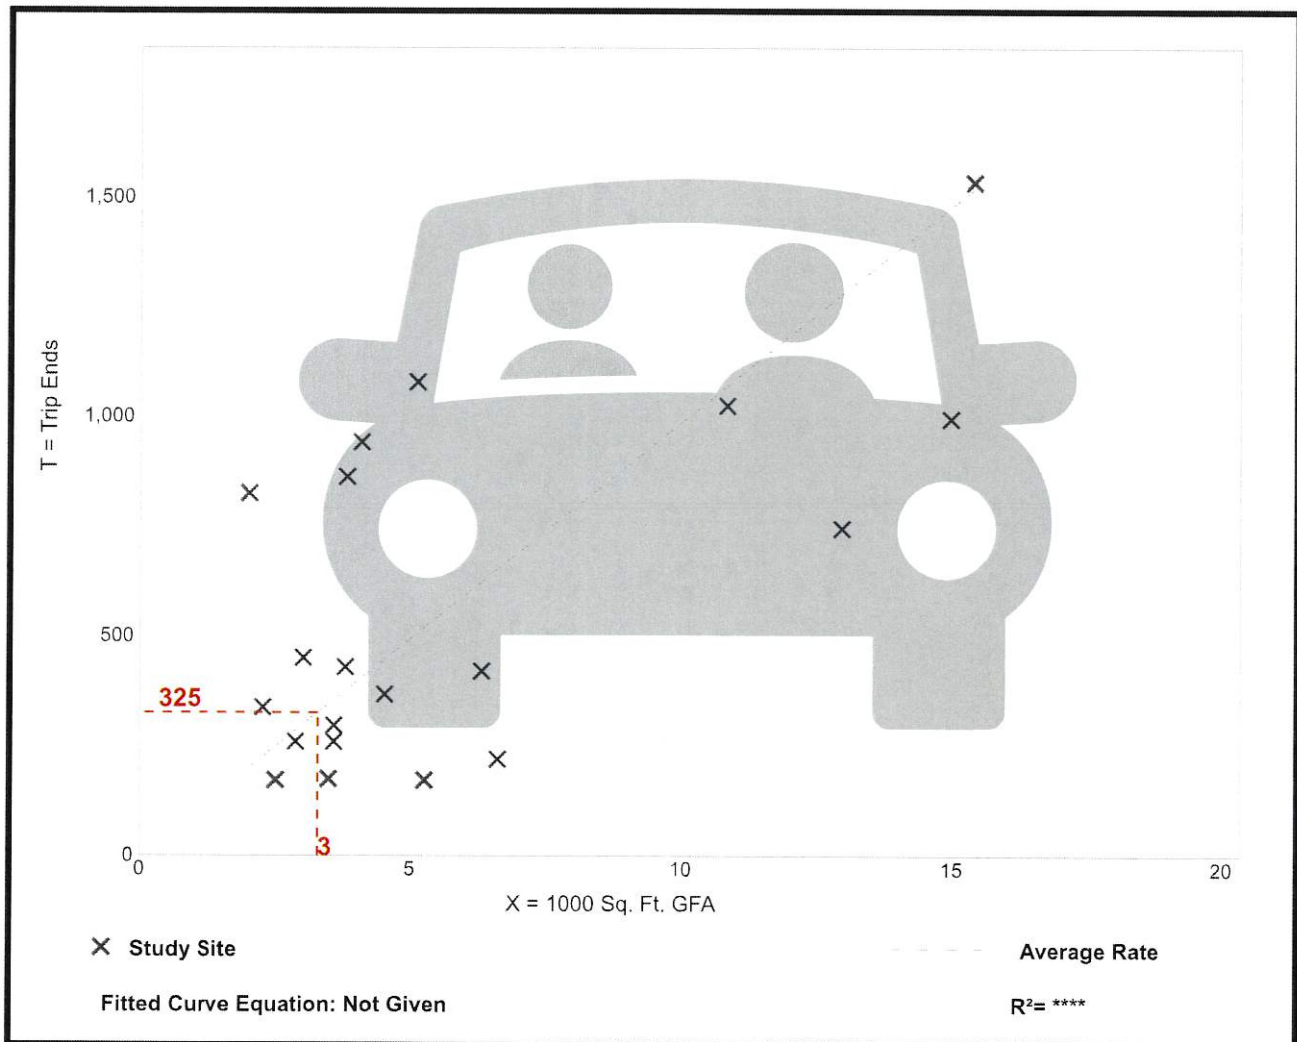 1,500
1,000
500
0
T = Trip Ends
325
3
0 5 10 15 20
X = 1000 Sq. Ft. GFA
Study Site
Average Rate
Fitted Curve Equation: Not Given
R²= ****